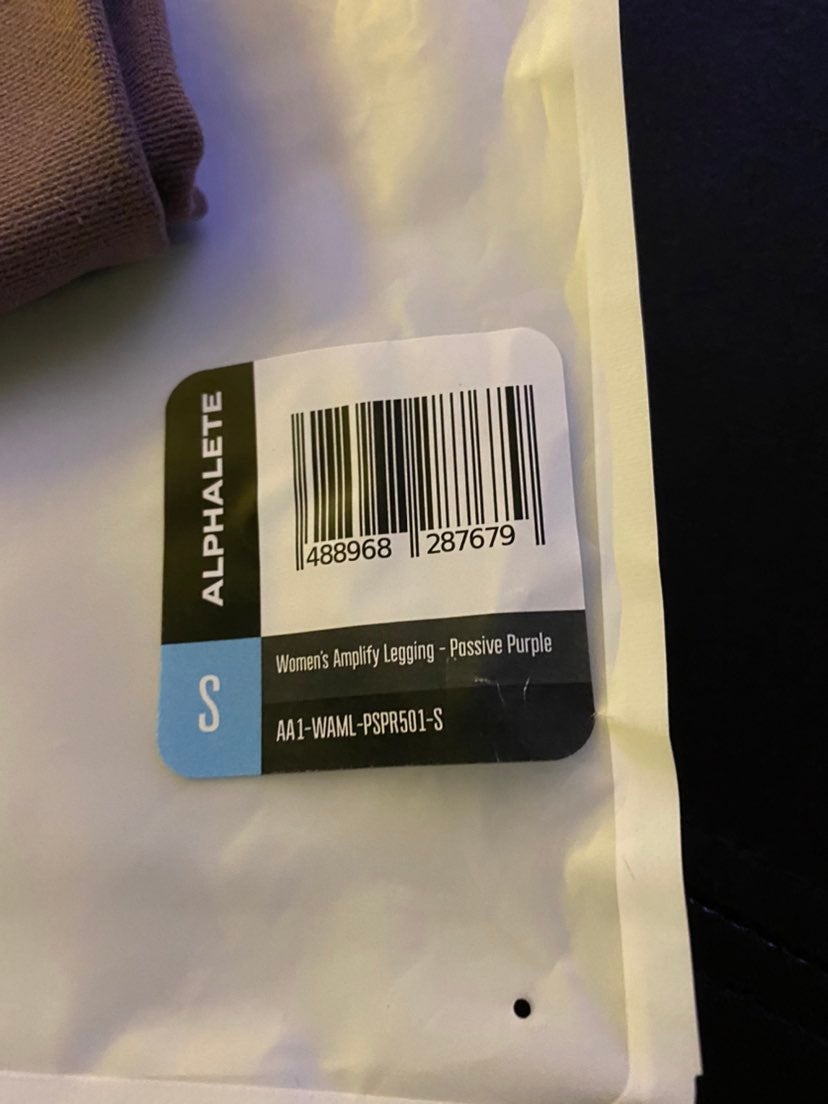 ALPHALETE
488968 287679
S
Women's Amplify Legging - Passive Purple
AA1-WAML-PSPR501-S